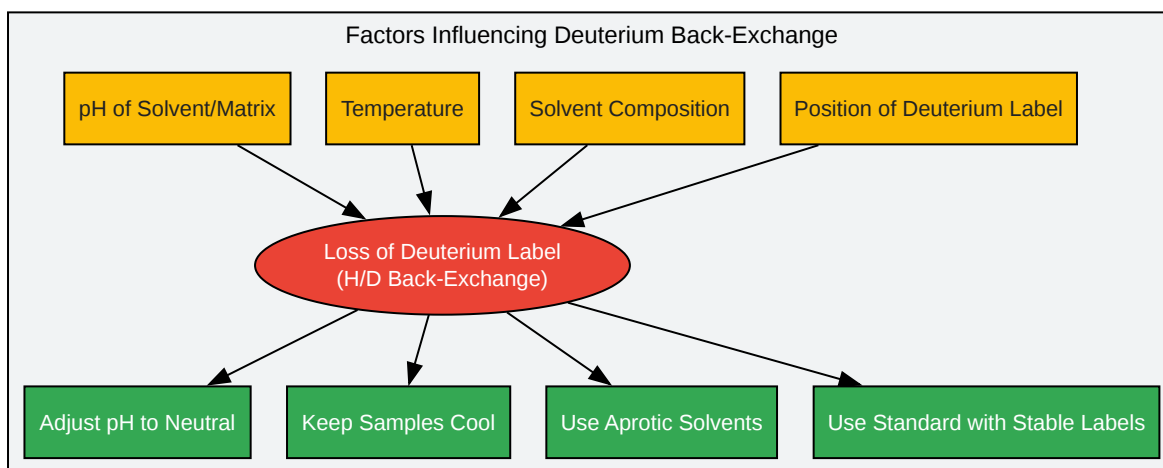 Factors Influencing Deuterium Back-Exchange
pH of Solvent/Matrix
Temperature
Solvent Composition
Position of Deuterium Label
Loss of Deuterium Label
(H/D Back-Exchange)
Adjust pH to Neutral
Keep Samples Cool
Use Aprotic Solvents
Use Standard with Stable Labels